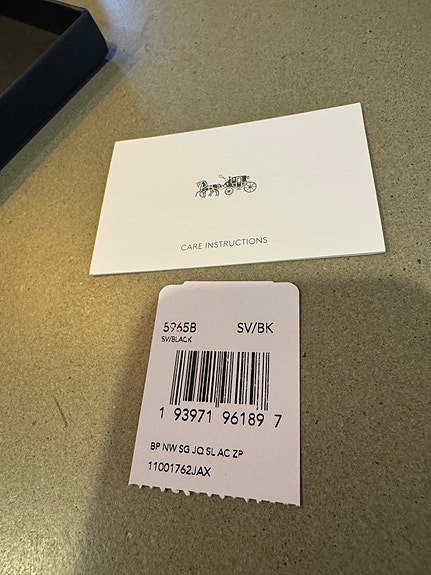 CARE INSTRUCTIONS
5965B SV/BK
SV/BLACK
1 93971 96189 7
BP NW SG JQ SL AC ZP
11001762JAX